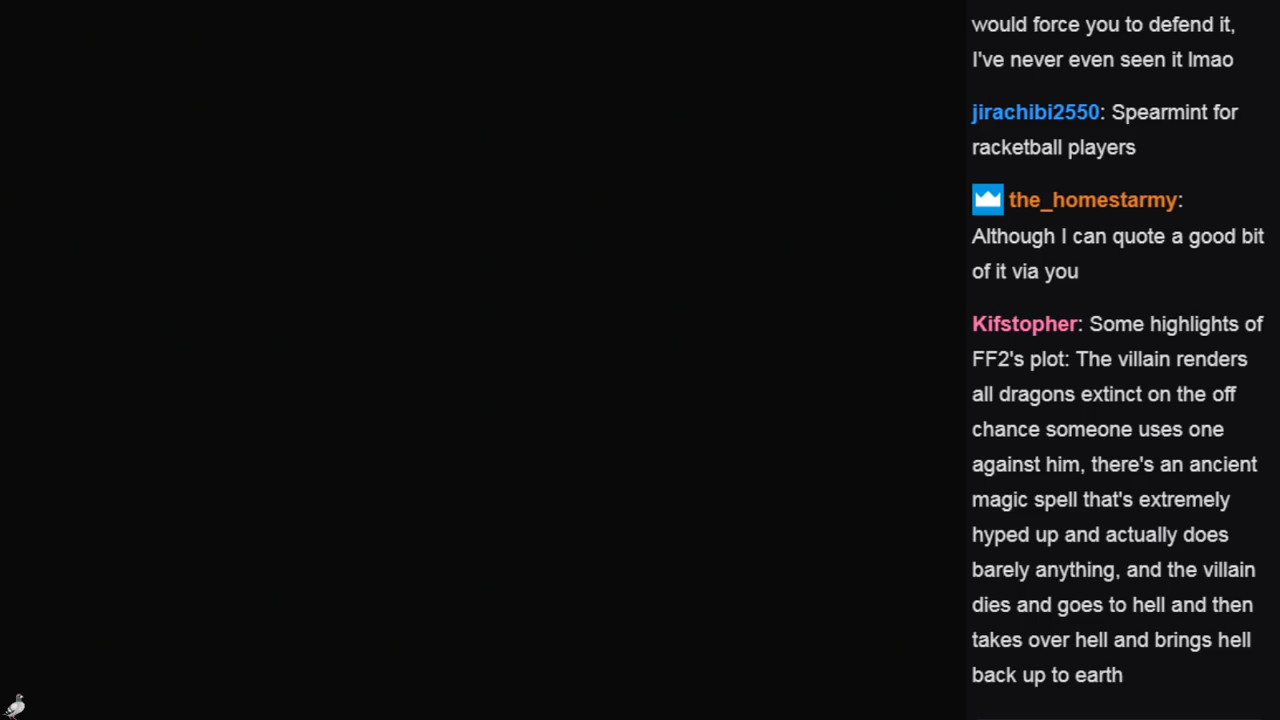 would force you to defend it,
I've never even seen it lmao
jirachibi2550: Spearmint for
racketball players
the_homestarmy:
Although I can quote a good bit
of it via you
Kifstopher: Some highlights of
FF2's plot: The villain renders
all dragons extinct on the off
chance someone uses one
against him, there's an ancient
magic spell that's extremely
hyped up and actually does
barely anything, and the villain
dies and goes to hell and then
takes over hell and brings hell
back up to earth